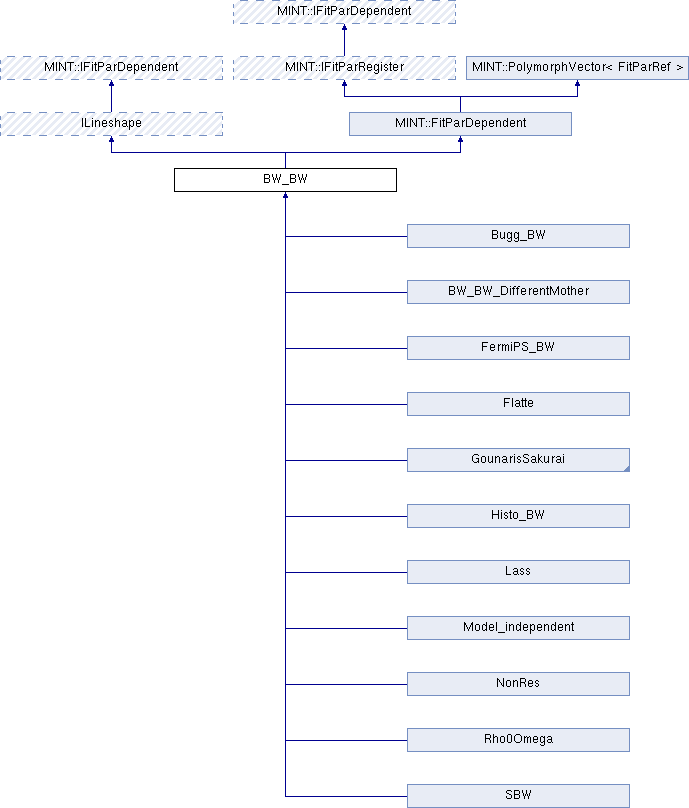 MINT::IFitParDependent
MINT::IFitParDependent
MINT::IFitParRegister
MINT::PolymorphVector< FitParRef >
ILineshape
MINT::FitParDependent
BW_BW
Bugg_BW
BW_BW_DifferentMother
FermiPS_BW
Flatte
GounarisSakurai
Histo_BW
Lass
Model_independent
NonRes
Rho0Omega
SBW